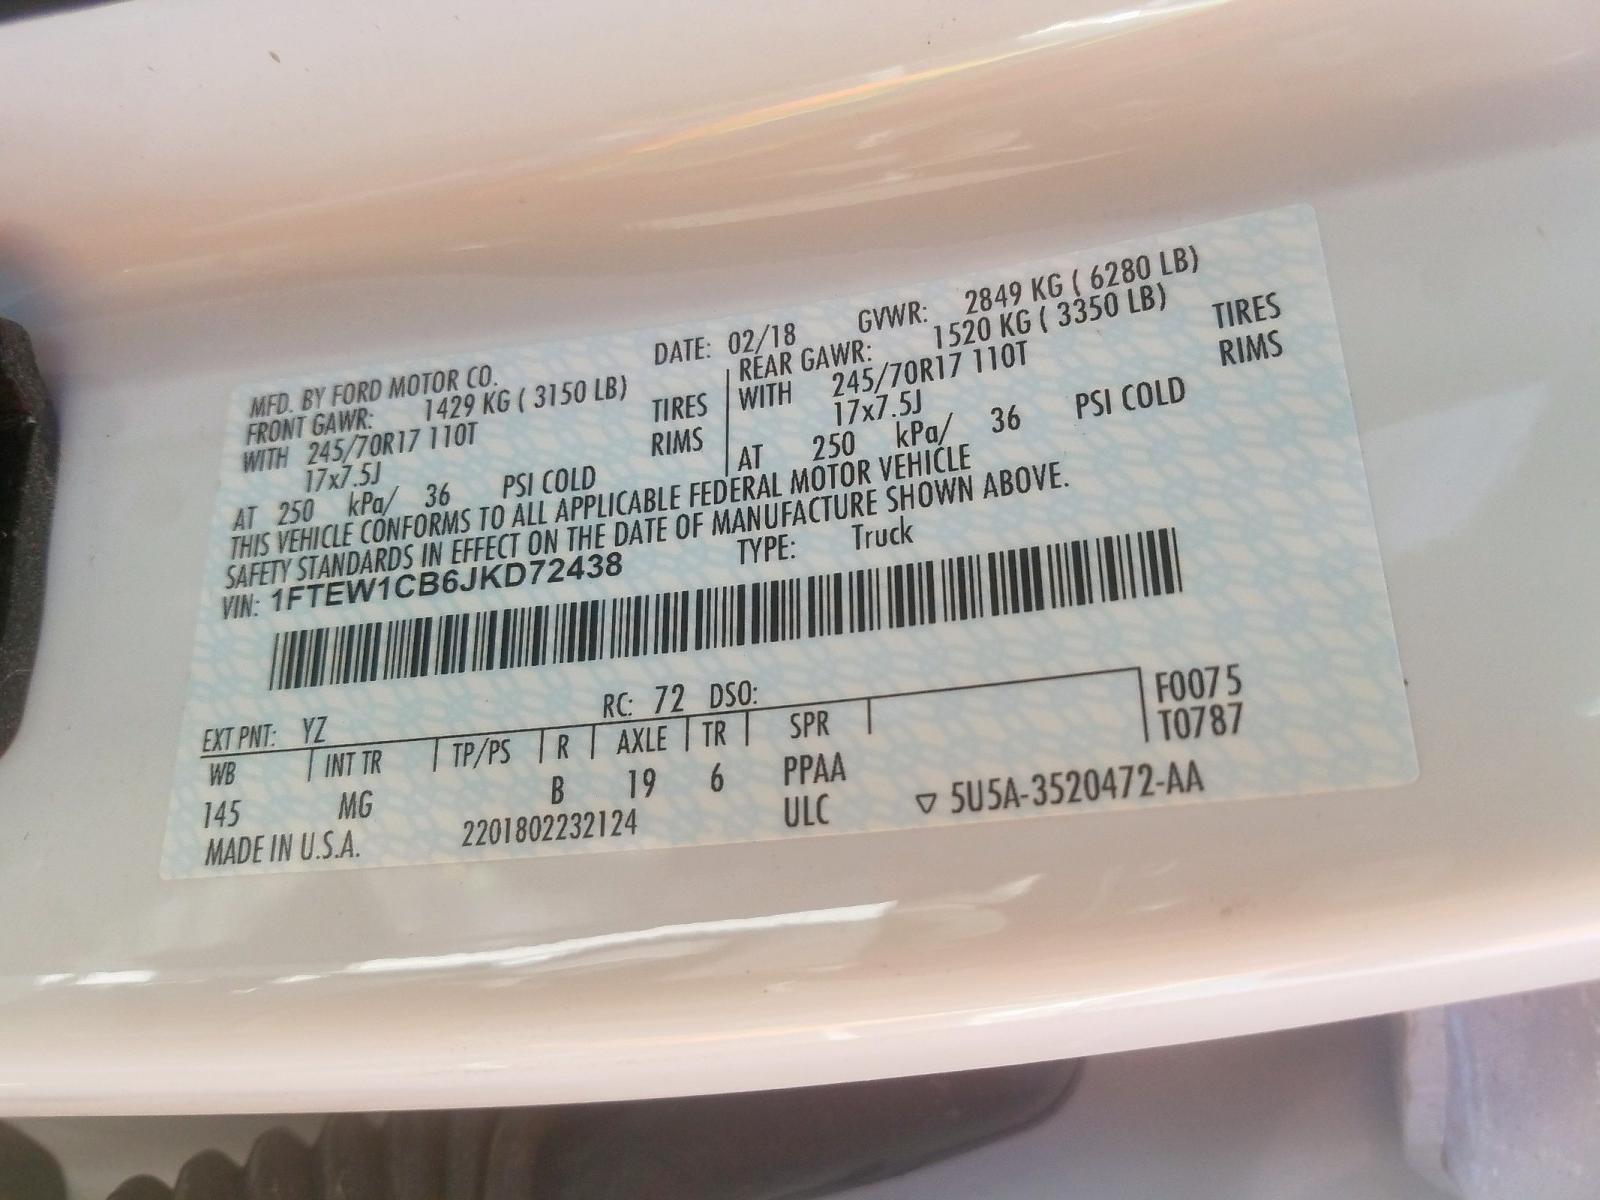 MFD. BY FORD MOTOR CO. DATE: 02/18 GVWR: 2849 KG ( 6280 LB)
FRONT GAWR: 1429 KG ( 3150 LB) REAR GAWR: 1520 KG ( 3350 LB)
WITH 245/70R17 110T TIRES WITH 245/70R17 110T TIRES
17x7.5J RIMS 17x7.5J RIMS
AT 250 kPa/ 36 PSI COLD AT 250 kPa/ 36 PSI COLD
THIS VEHICLE CONFORMS TO ALL APPLICABLE FEDERAL MOTOR VEHICLE
SAFETY STANDARDS IN EFFECT ON THE DATE OF MANUFACTURE SHOWN ABOVE.
VIN: 1FTEW1CB6JKD72438 TYPE: Truck
EXT PNT: YZ RC: 72 DSO: F0075
WB INT TR TP/PS R AXLE TR SPR T0787
145 MG B 19 6 PPAA
MADE IN U.S.A. 2201802232124 ULC ▽ 5U5A-3520472-AA